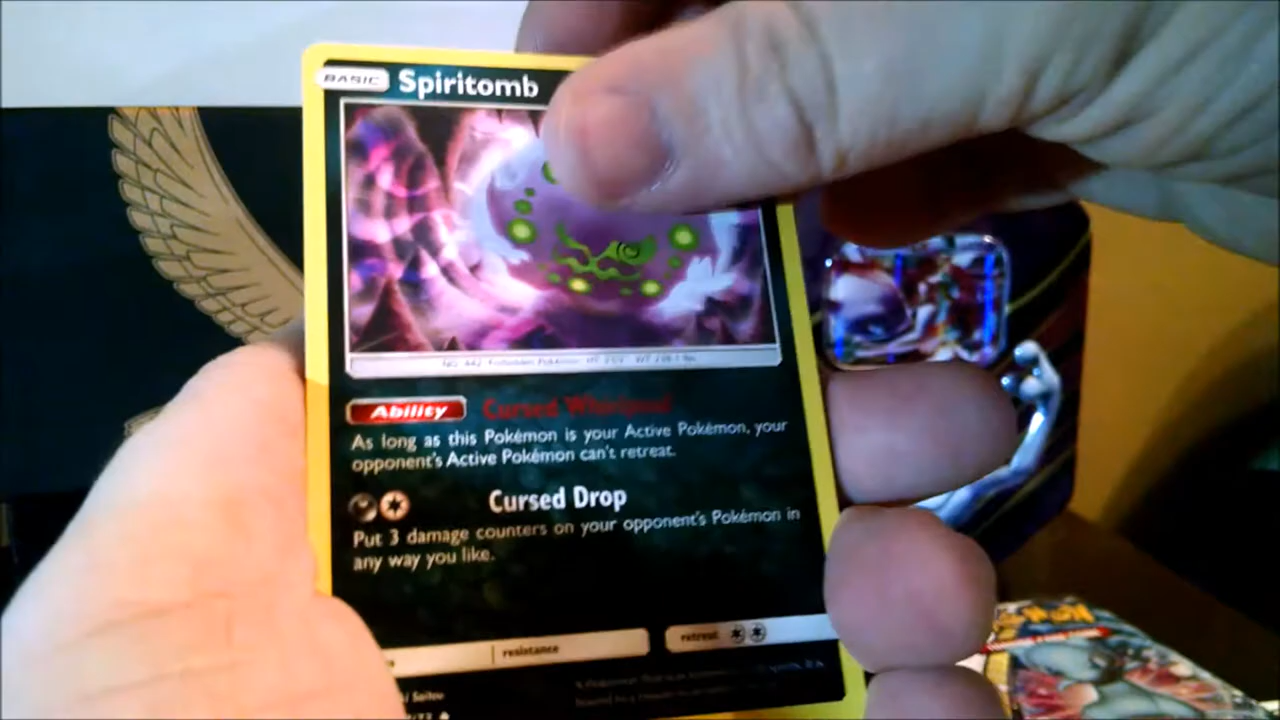 BASIC Spiritomb
Ability Cursed Whirlpool
As long as this Pokémon is your Active Pokémon, your
opponent's Active Pokémon can't retreat.
Cursed Drop
Put 3 damage counters on your opponent's Pokémon in
any way you like.
resistance retreat
Saitou